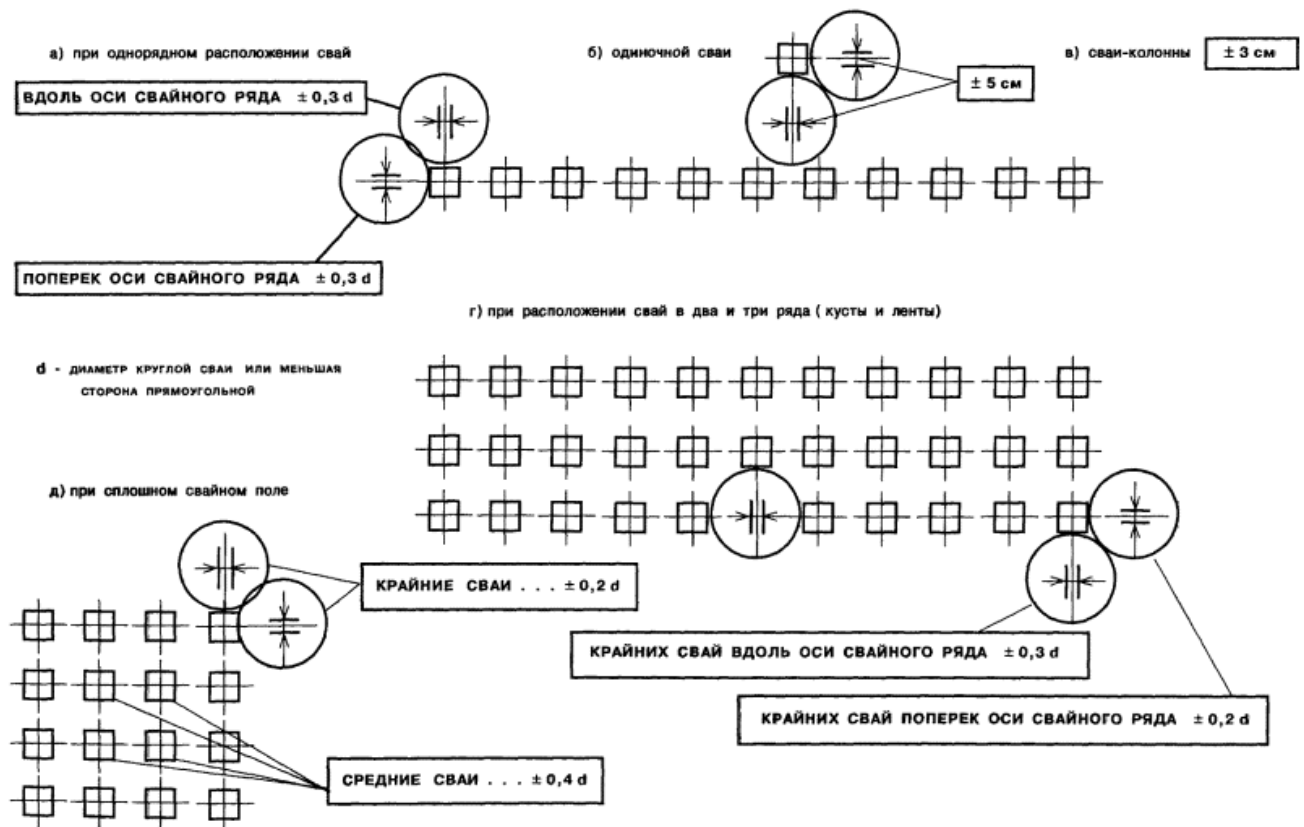 а) при однорядном расположении свай
б) одиночной сваи
в) сваи-колонны
± 3 см
ВДОЛЬ ОСИ СВАЙНОГО РЯДА ± 0,3 d
± 5 см
ПОПЕРЕК ОСИ СВАЙНОГО РЯДА ± 0,3 d
г) при расположении свай в два и три ряда ( кусты и ленты)
d - ДИАМЕТР КРУГЛОЙ СВАИ ИЛИ МЕНЬШАЯ
СТОРОНА ПРЯМОУГОЛЬНОЙ
д) при сплошном свайном поле
КРАЙНИЕ СВАИ . . . ± 0,2 d
КРАЙНИХ СВАЙ ВДОЛЬ ОСИ СВАЙНОГО РЯДА ± 0,3 d
КРАЙНИХ СВАЙ ПОПЕРЕК ОСИ СВАЙНОГО РЯДА ± 0,2 d
СРЕДНИЕ СВАИ . . . ± 0,4 d